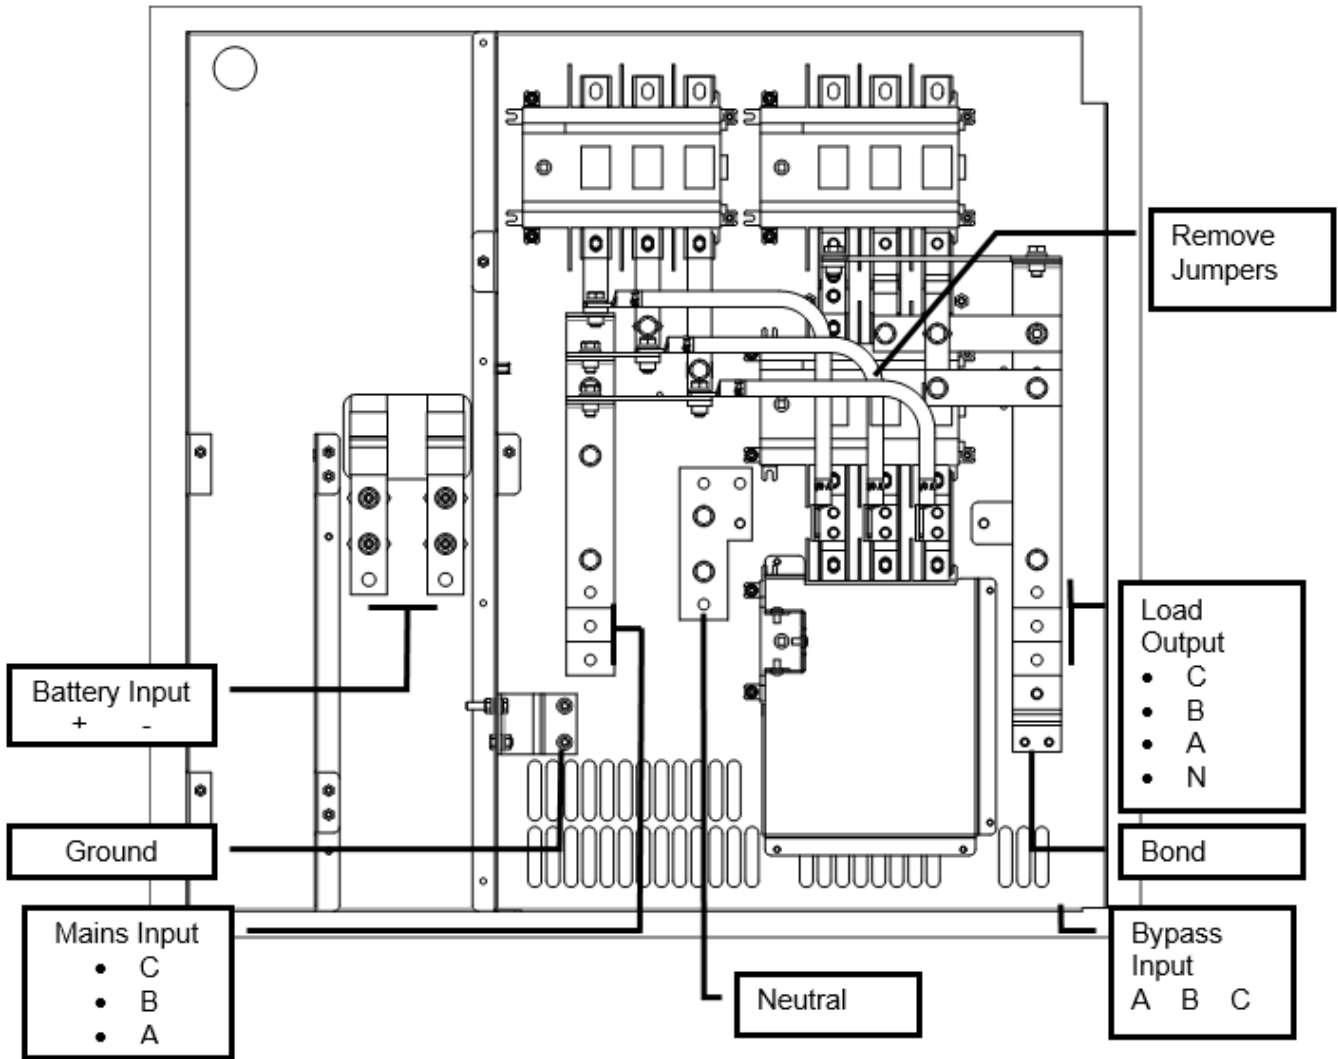 Remove
Jumpers
Battery Input
+ -
Ground
Mains Input
• C
• B
• A
Neutral
Load
Output
• C
• B
• A
• N
Bond
Bypass
Input
A B C